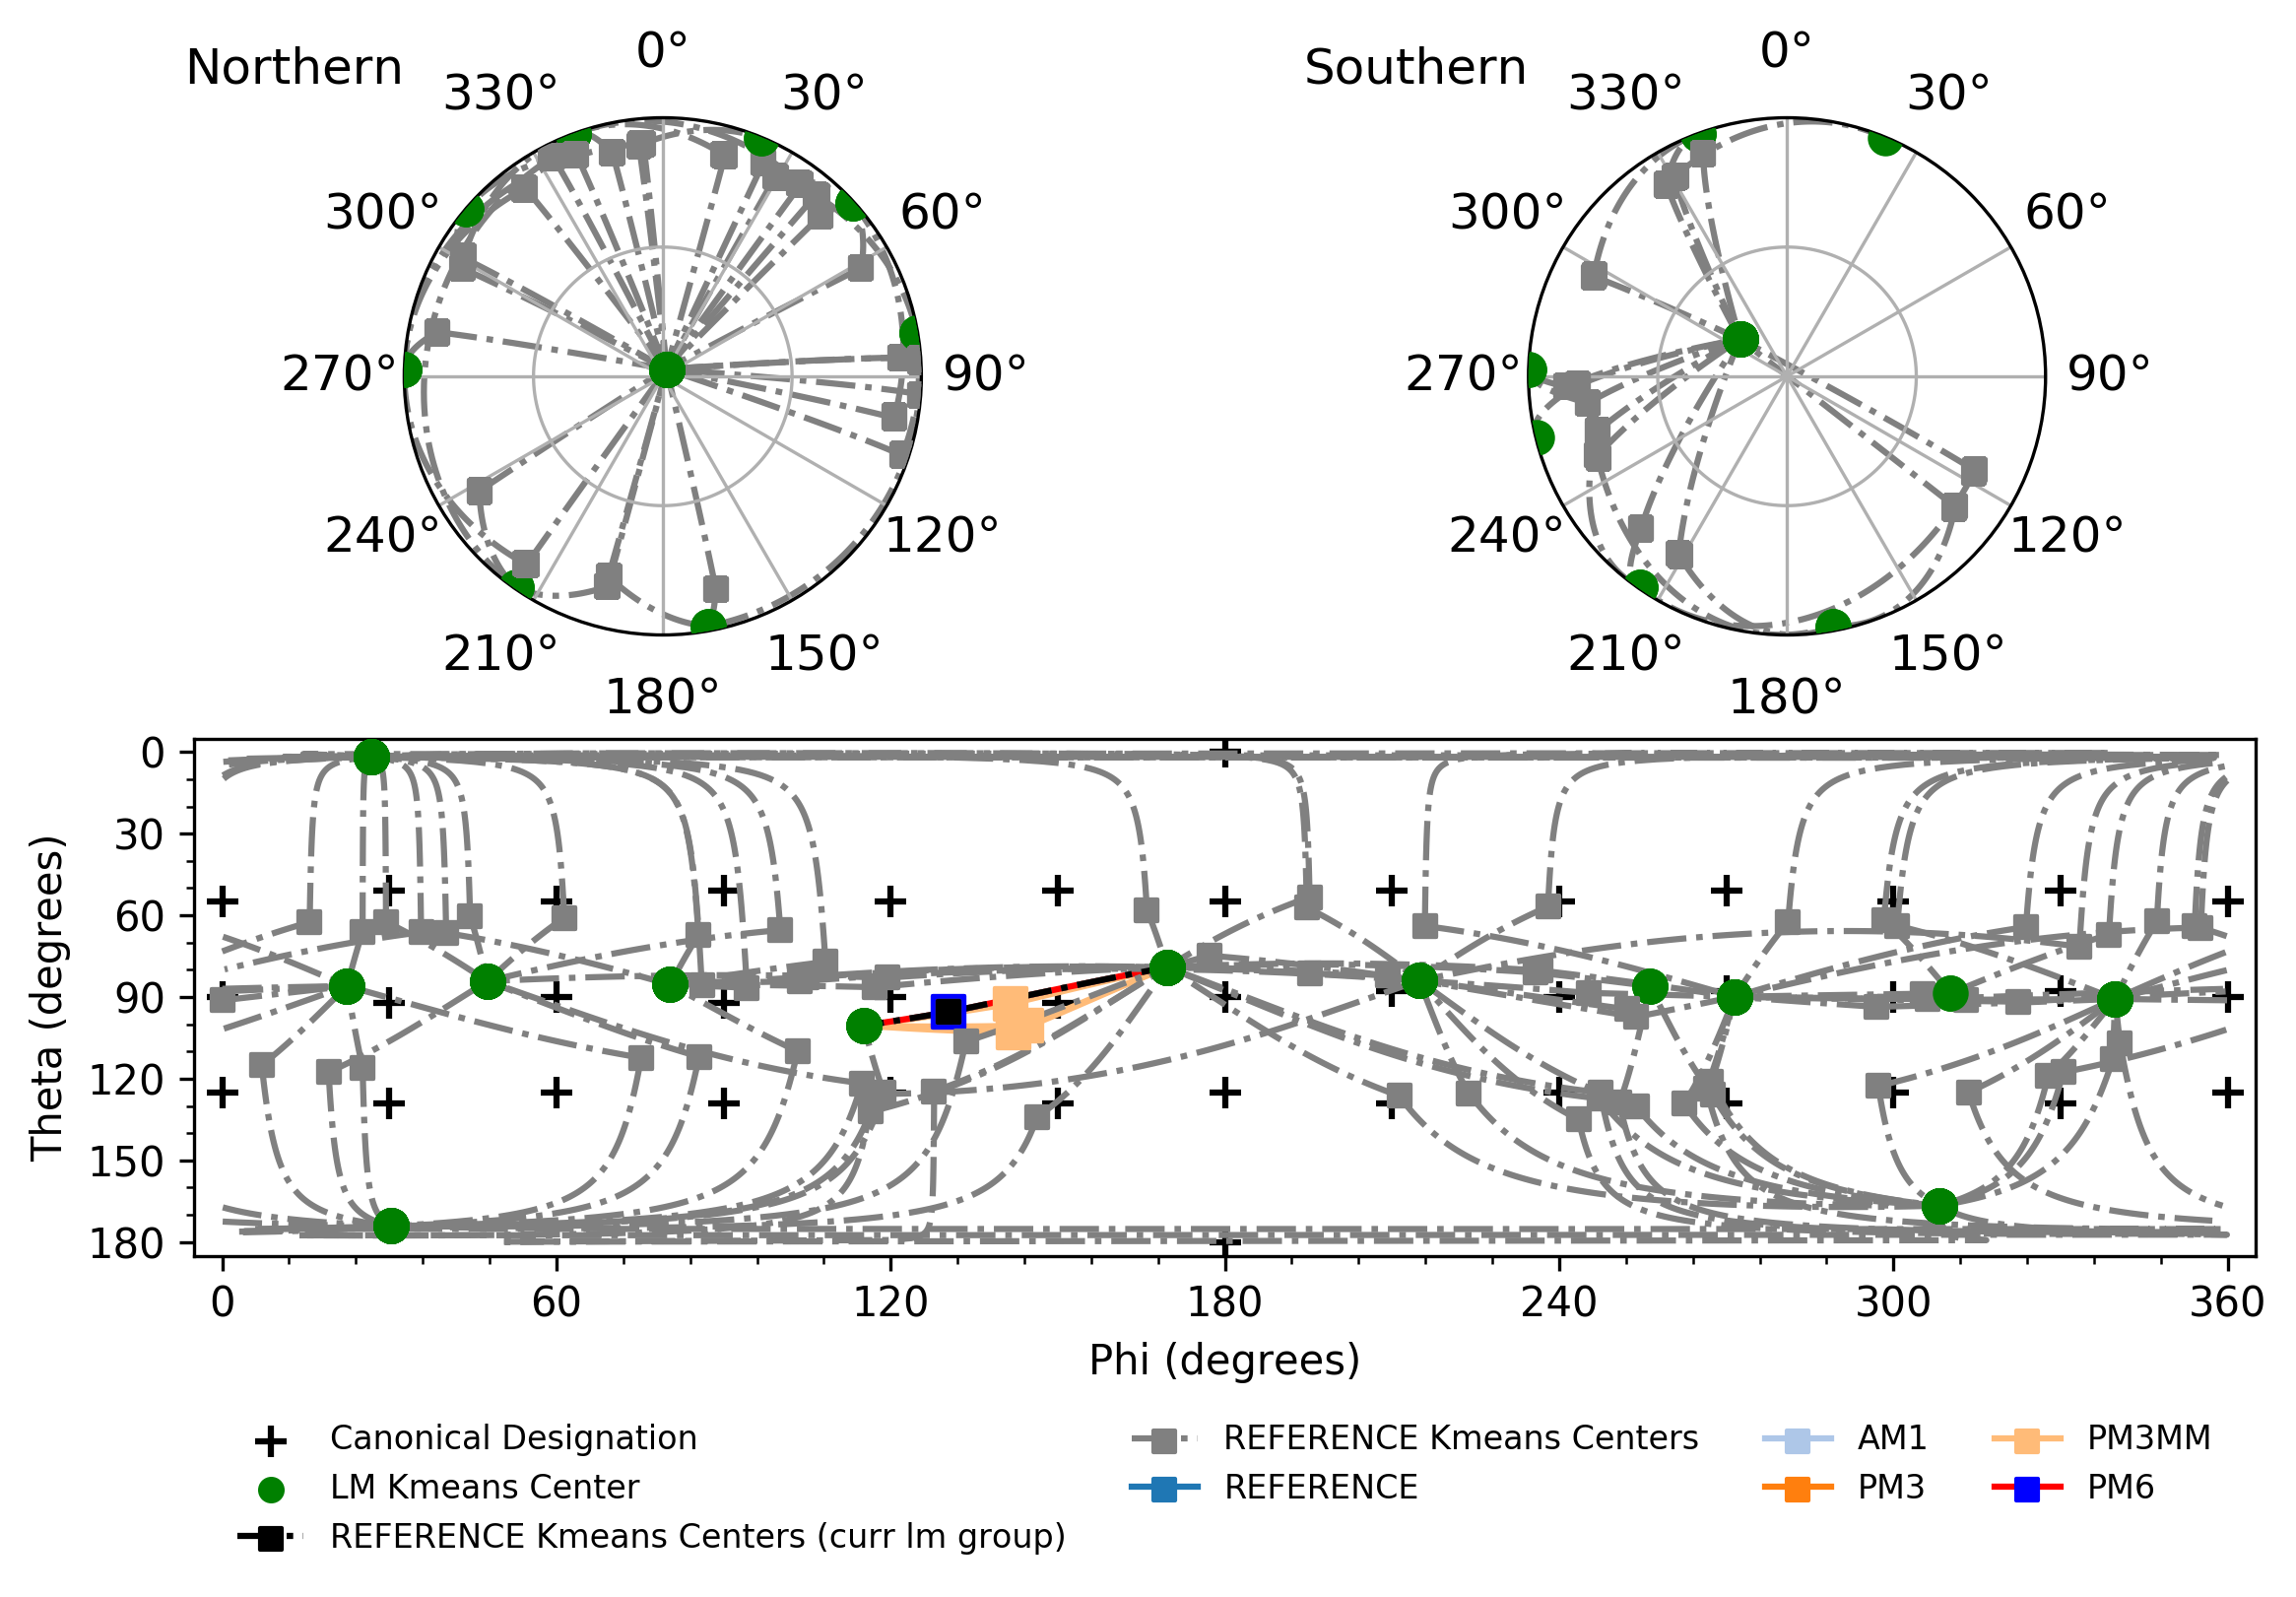 Northern
0°
30°
60°
90°
120°
150°
180°
210°
240°
270°
300°
330°
Southern
0°
30°
60°
90°
120°
150°
180°
210°
240°
270°
300°
330°
Theta (degrees)
0
30
60
90
120
150
180
0 60 120 180 240 300 360
Phi (degrees)
Canonical Designation
LM Kmeans Center
REFERENCE Kmeans Centers (curr lm group)
REFERENCE Kmeans Centers
REFERENCE
AM1
PM3
PM3MM
PM6